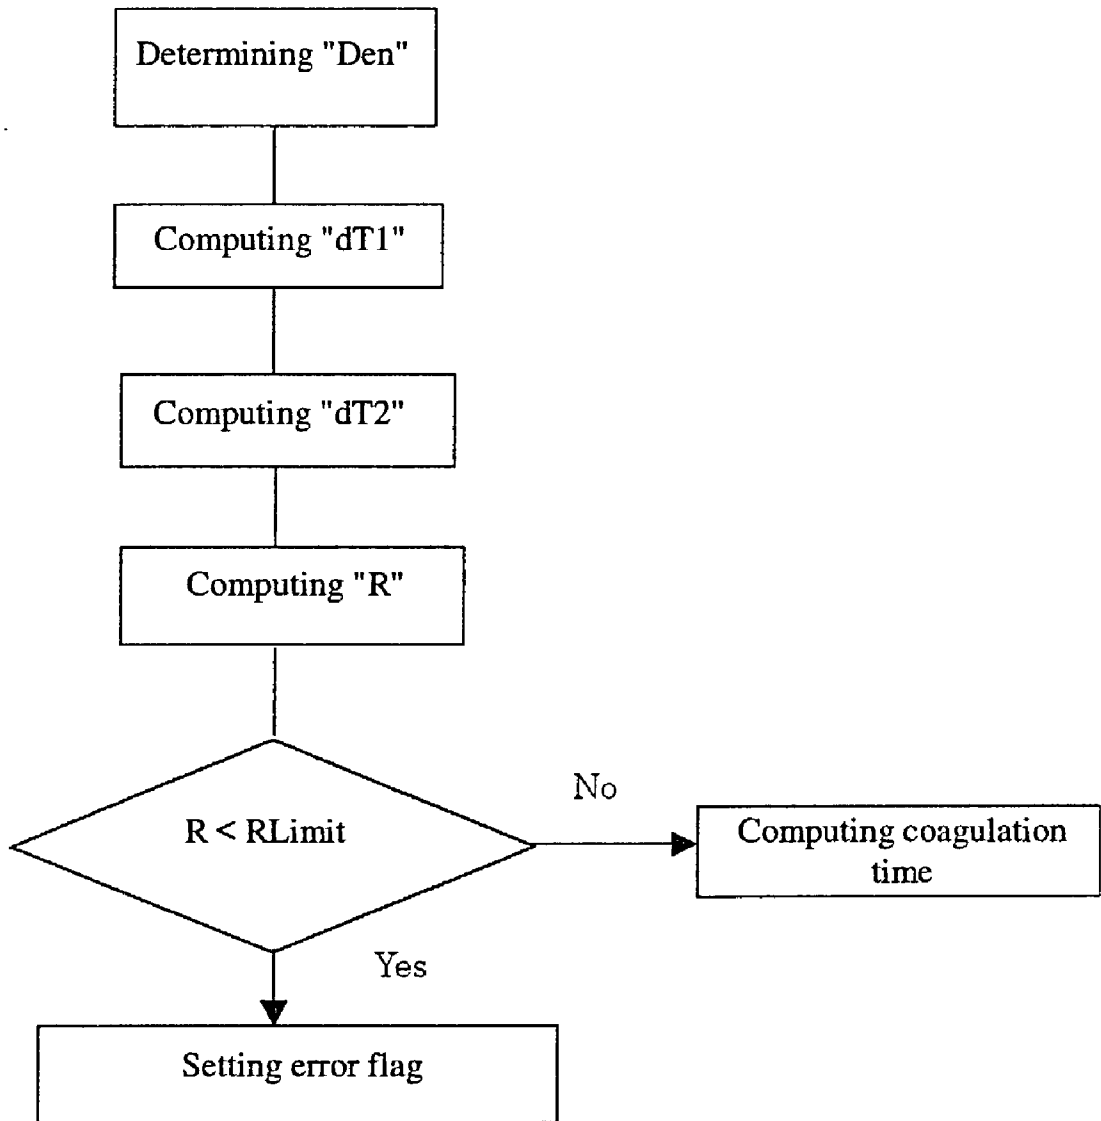 Determining "Den"
Computing "dT1"
Computing "dT2"
Computing "R"
R < RLimit
No
Computing coagulation
time
Yes
Setting error flag